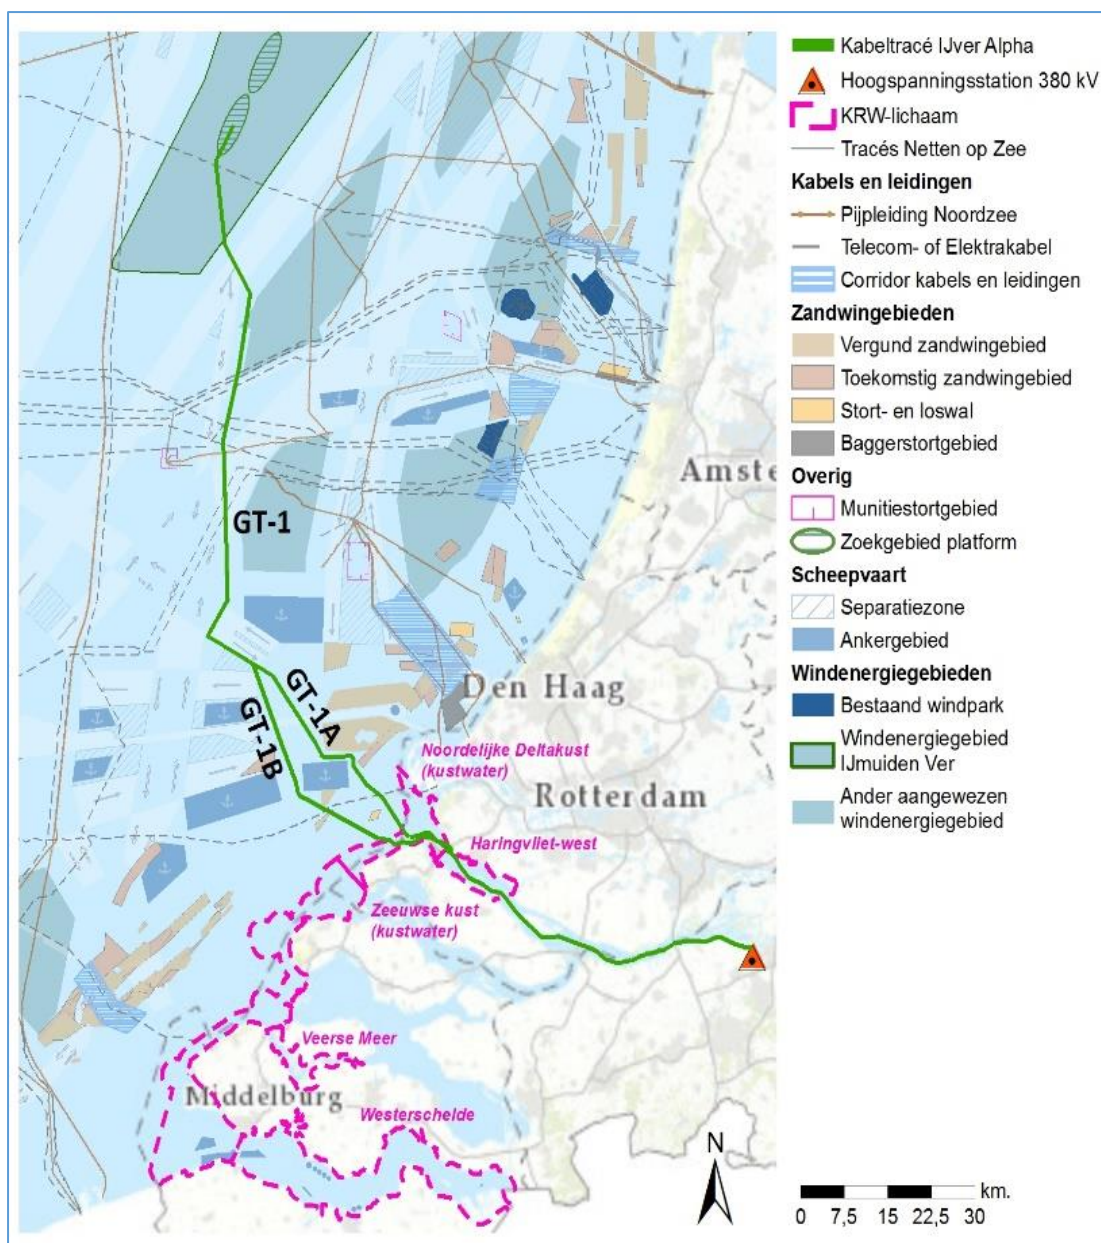 GT-1
GT-1A
GT-1B
Amste
Den Haag
Noordelijke Deltakust
(kustwater)
Rotterdam
Haringvliet-west
Zeeuwse kust
(kustwater)
Veerse Meer
Middelburg
Westerschelde
N
Kabeltracé IJver Alpha
Hoogspanningsstation 380 kV
KRW-lichaam
Tracés Netten op Zee
Kabels en leidingen
Pijpleiding Noordzee
Telecom- of Elektrakabel
Corridor kabels en leidingen
Zandwingebieden
Vergund zandwingebied
Toekomstig zandwingebied
Stort- en loswal
Baggerstortgebied
Overig
Munitiestortgebied
Zoekgebied platform
Scheepvaart
Separatiezone
Ankergebied
Windenergiegebieden
Bestaand windpark
Windenergiegebied
IJmuiden Ver
Ander aangewezen
windenergiegebied
km.
0 7,5 15 22,5 30